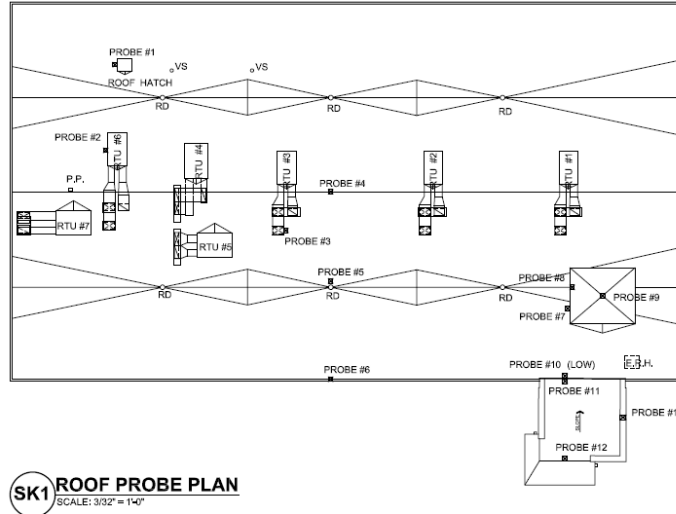 PROBE #1
VS
VS
ROOF HATCH
RD
RD
RD
PROBE #2
RTU #6
RTU #4
RTU #3
RTU #2
RTU #1
P.P.
PROBE #4
RTU #7
PROBE #3
RTU #5
PROBE #5
PROBE #8
PROBE #9
RD
RD
RD
PROBE #7
PROBE #6
PROBE #10 (LOW)
E.R.H.
PROBE #11
PROBE #1
SLOPE
PROBE #12
SK1
ROOF PROBE PLAN
SCALE: 3/32" = 1'-0"